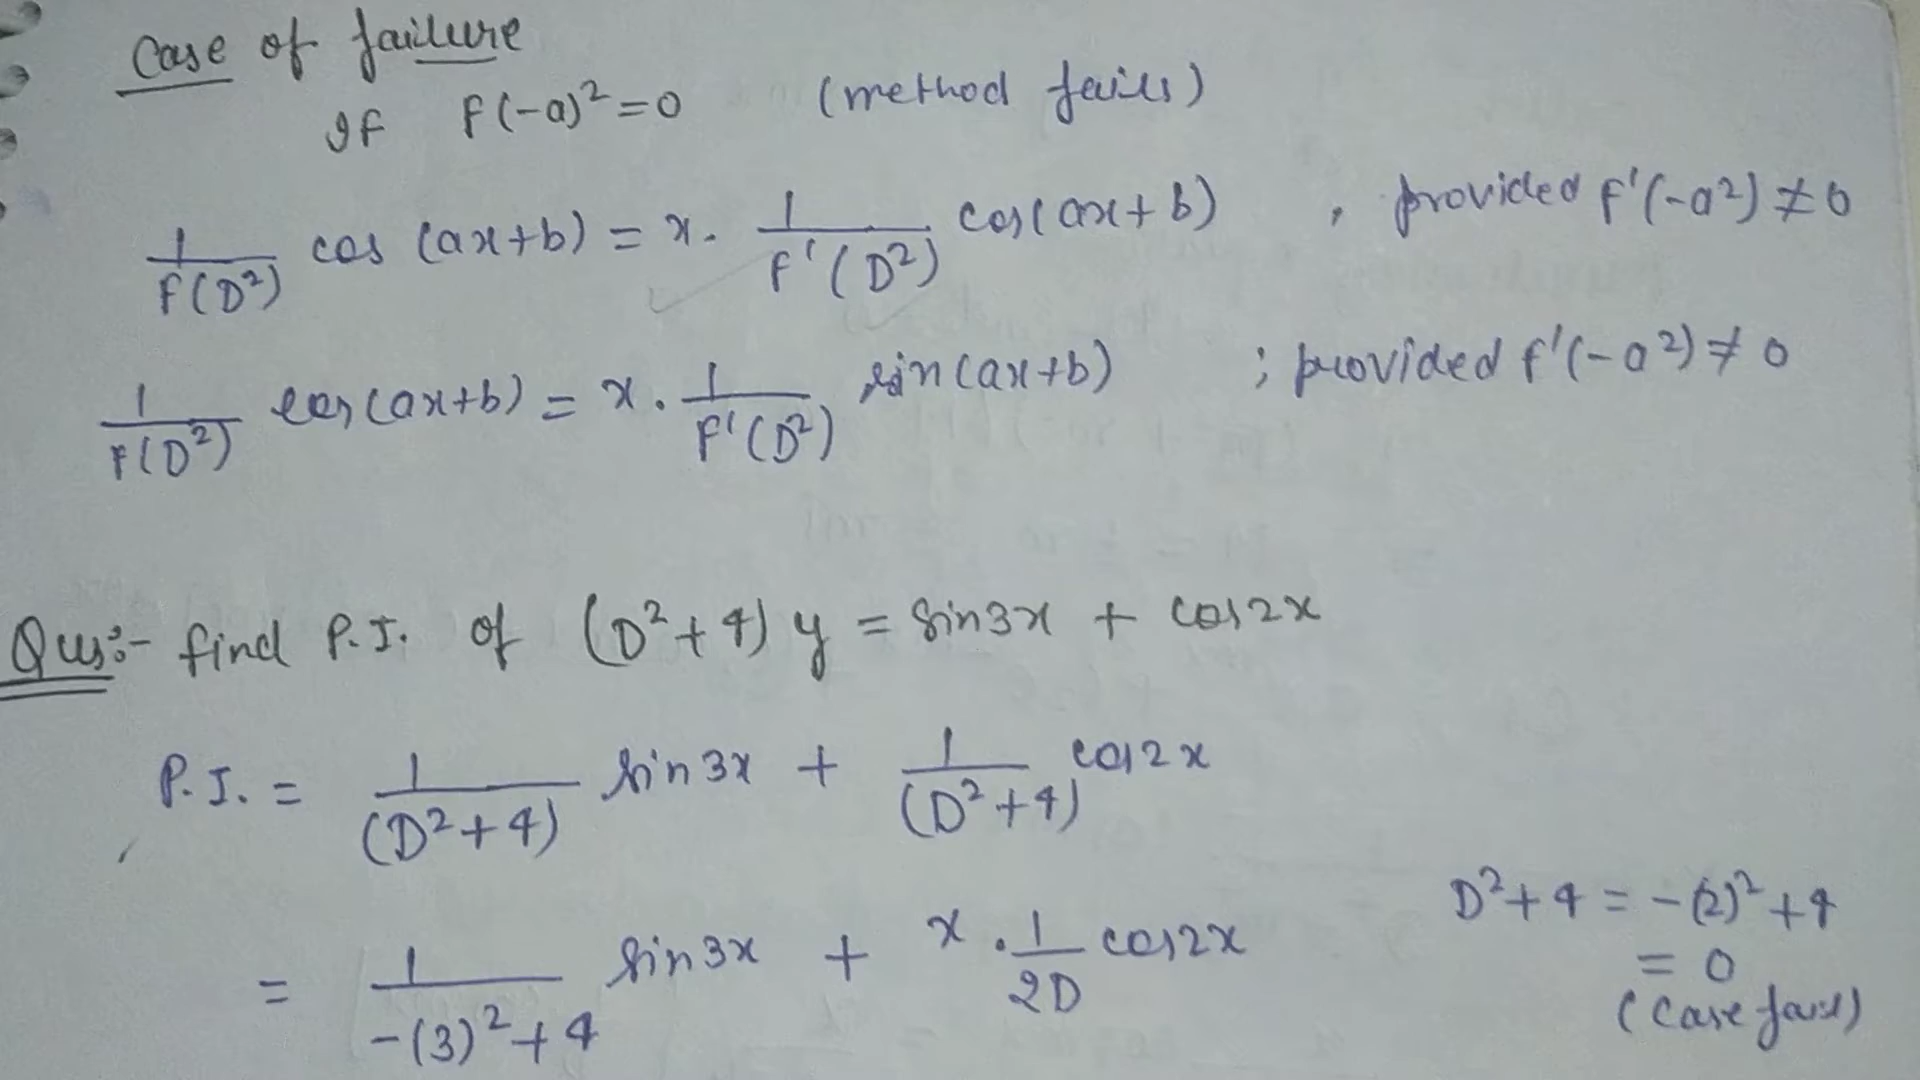 Case of failure
If F(-a)² = 0 (method fails)
1/F(D²) cos (ax+b) = x. 1/F'(D²) cos(ax+b) , provided F'(-a²) ≠ 0
1/F(D²) cos(ax+b) = x. 1/F'(D²) sin(ax+b) ; provided F'(-a²) ≠ 0
Qus:- find P.I. of (D²+4) y = sin3x + cos2x
P.I. = 1/(D²+4) sin3x + 1/(D²+4) cos2x
= 1/-(3)²+4 sin3x + x . 1/2D cos2x
D²+4 = -(2)²+4
= 0
(Case fails)